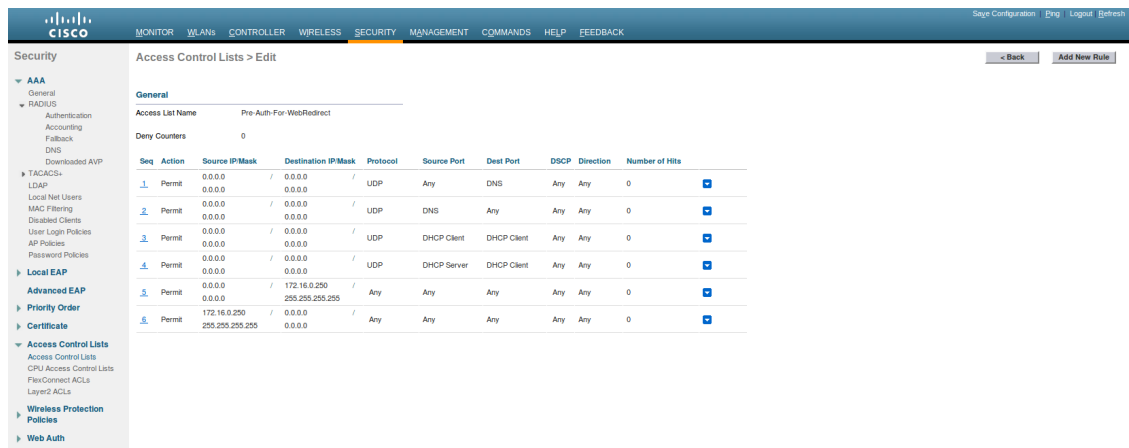 Save Configuration | Ping | Logout | Refresh
CISCO
MONITOR WLANs CONTROLLER WIRELESS SECURITY MANAGEMENT COMMANDS HELP FEEDBACK
Security
AAA
General
RADIUS
Authentication
Accounting
Fallback
DNS
Downloaded AVP
TACACS+
LDAP
Local Net Users
MAC Filtering
Disabled Clients
User Login Policies
AP Policies
Password Policies
Local EAP
Advanced EAP
Priority Order
Certificate
Access Control Lists
Access Control Lists
CPU Access Control Lists
FlexConnect ACLs
Layer2 ACLs
Wireless Protection
Policies
Web Auth
Access Control Lists > Edit
< Back Add New Rule
General
Access List Name Pre-Auth-For-WebRedirect
Deny Counters 0
Seq Action Source IP/Mask Destination IP/Mask Protocol Source Port Dest Port DSCP Direction Number of Hits
0.0.0.0 / 0.0.0.0 /
1 Permit UDP Any DNS Any Any 0
0.0.0.0 0.0.0.0
0.0.0.0 / 0.0.0.0 /
2 Permit UDP DNS Any Any Any 0
0.0.0.0 0.0.0.0
0.0.0.0 / 0.0.0.0 /
3 Permit UDP DHCP Client DHCP Client Any Any 0
0.0.0.0 0.0.0.0
0.0.0.0 / 0.0.0.0 /
4 Permit UDP DHCP Server DHCP Client Any Any 0
0.0.0.0 0.0.0.0
0.0.0.0 / 172.16.0.250 /
5 Permit Any Any Any Any Any 0
0.0.0.0 255.255.255.255
172.16.0.250 / 0.0.0.0 /
6 Permit Any Any Any Any Any 0
255.255.255.255 0.0.0.0